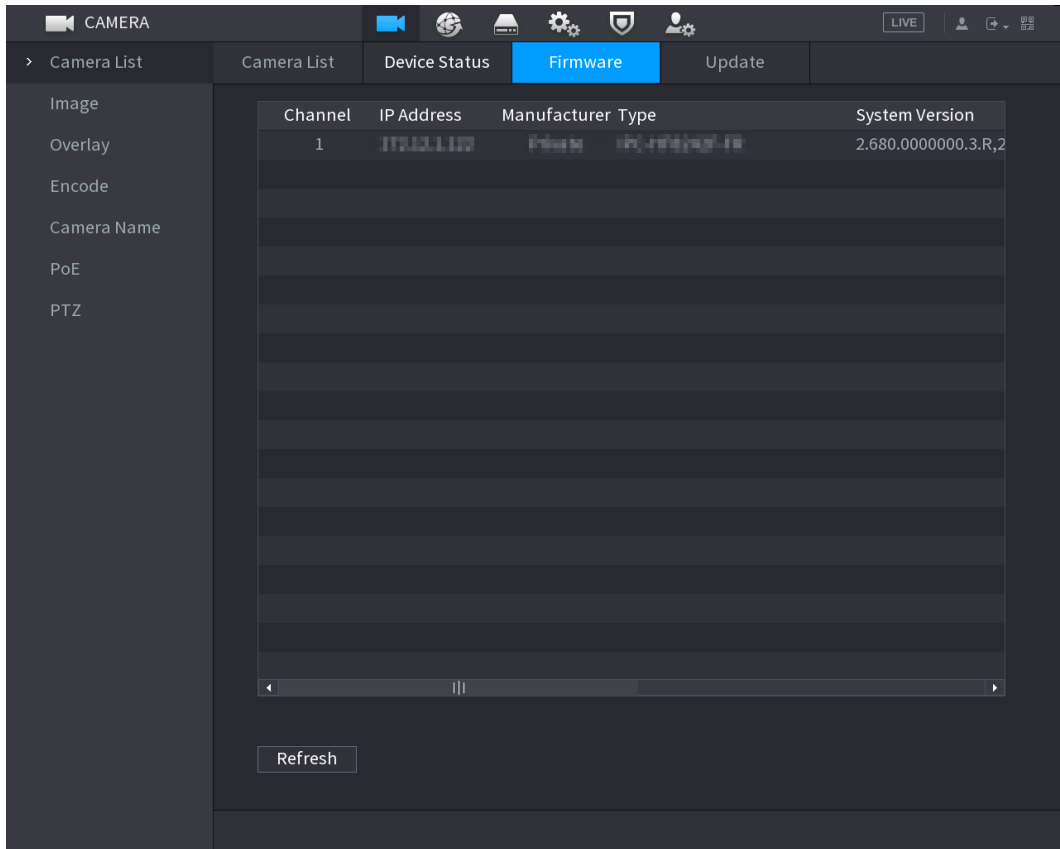 CAMERA
LIVE
Camera List
Image
Overlay
Encode
Camera Name
PoE
PTZ
Camera List Device Status Firmware Update
Channel IP Address Manufacturer Type System Version
1 2.680.0000000.3.R,2
Refresh